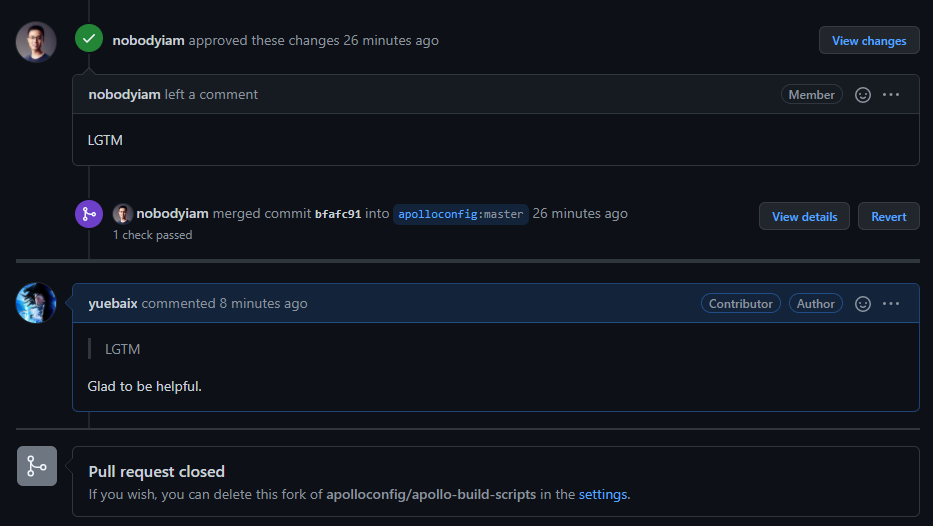 nobodyiam approved these changes 26 minutes ago
View changes
nobodyiam left a comment
Member
LGTM
nobodyiam merged commit bfafc91 into apolloconfig:master 26 minutes ago
View details
Revert
1 check passed
yuebaix commented 8 minutes ago
Contributor
Author
LGTM
Glad to be helpful.
Pull request closed
If you wish, you can delete this fork of apolloconfig/apollo-build-scripts in the settings.